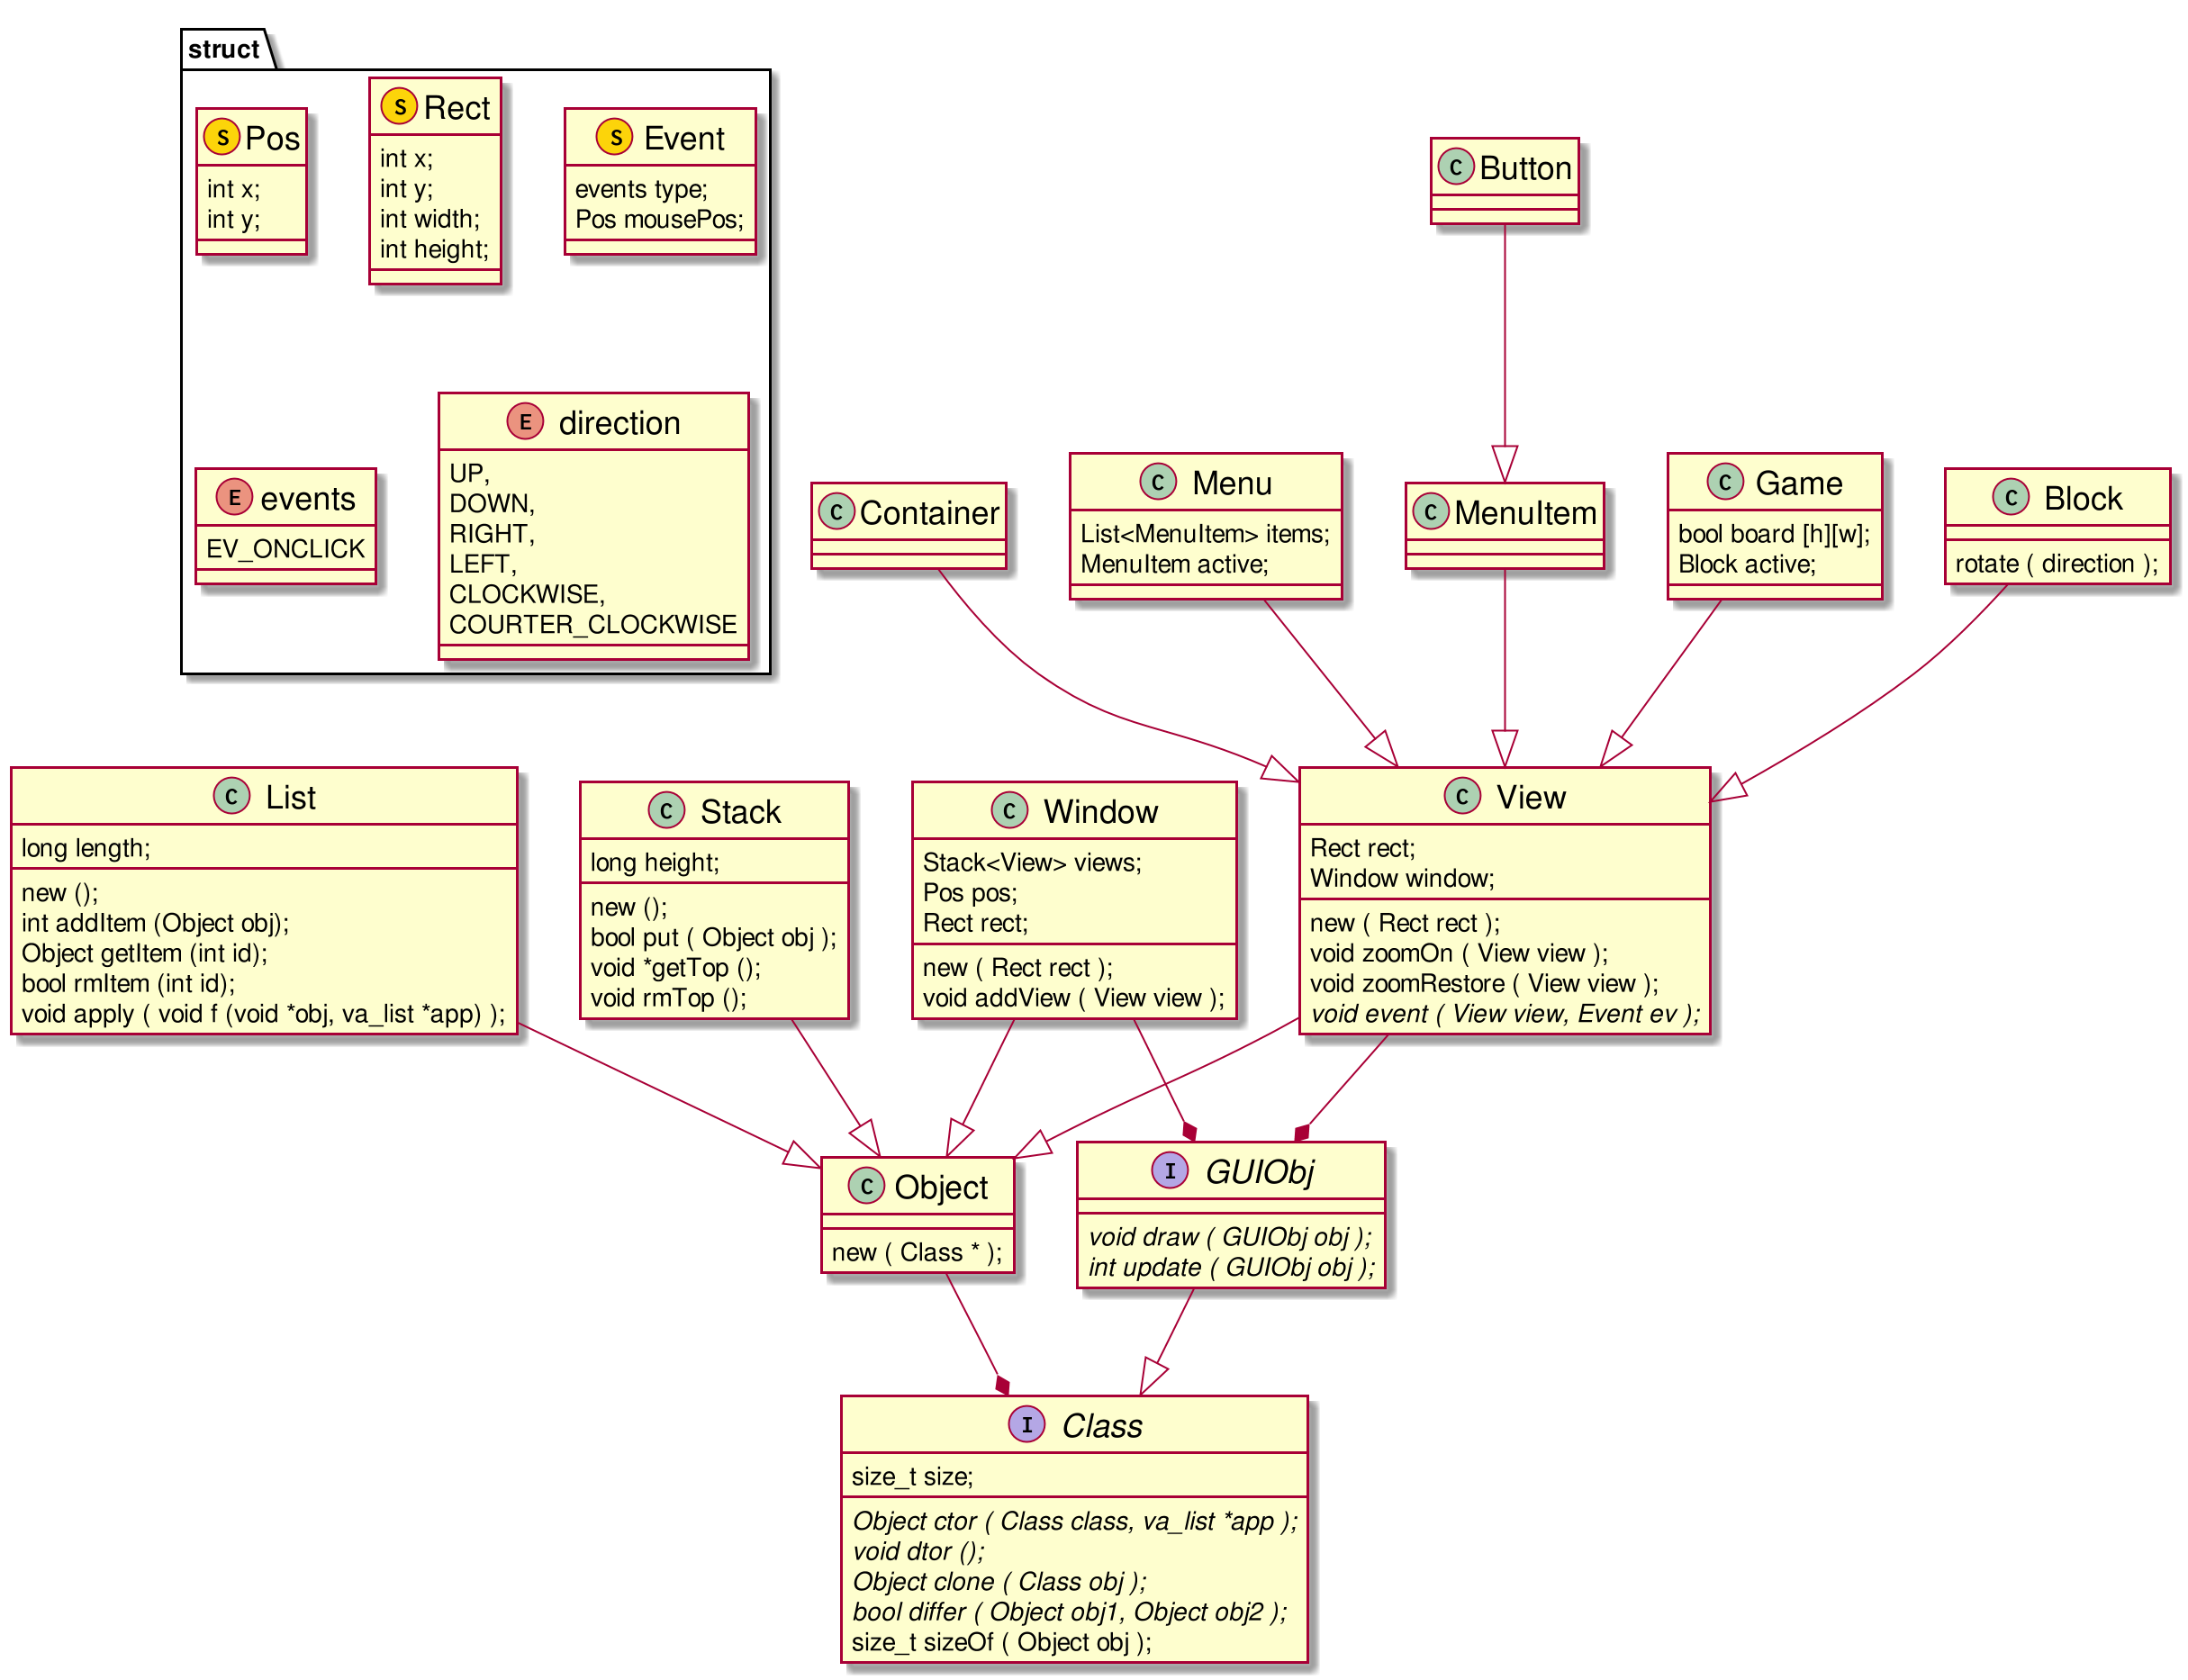 struct
S Pos
int x;
int y;
S Rect
int x;
int y;
int width;
int height;
S Event
events type;
Pos mousePos;
E events
EV_ONCLICK
E direction
UP,
DOWN,
RIGHT,
LEFT,
CLOCKWISE,
COURTER_CLOCKWISE
C Button
C Container
C Menu
List<MenuItem> items;
MenuItem active;
C MenuItem
C Game
bool board [h][w];
Block active;
C Block
rotate ( direction );
C List
long length;
new ();
int addItem (Object obj);
Object getItem (int id);
bool rmItem (int id);
void apply ( void f (void *obj, va_list *app) );
C Stack
long height;
new ();
bool put ( Object obj );
void *getTop ();
void rmTop ();
C Window
Stack<View> views;
Pos pos;
Rect rect;
new ( Rect rect );
void addView ( View view );
C View
Rect rect;
Window window;
new ( Rect rect );
void zoomOn ( View view );
void zoomRestore ( View view );
void event ( View view, Event ev );
C Object
new ( Class * );
I GUIObj
void draw ( GUIObj obj );
int update ( GUIObj obj );
I Class
size_t size;
Object ctor ( Class class, va_list *app );
void dtor ();
Object clone ( Class obj );
bool differ ( Object obj1, Object obj2 );
size_t sizeOf ( Object obj );